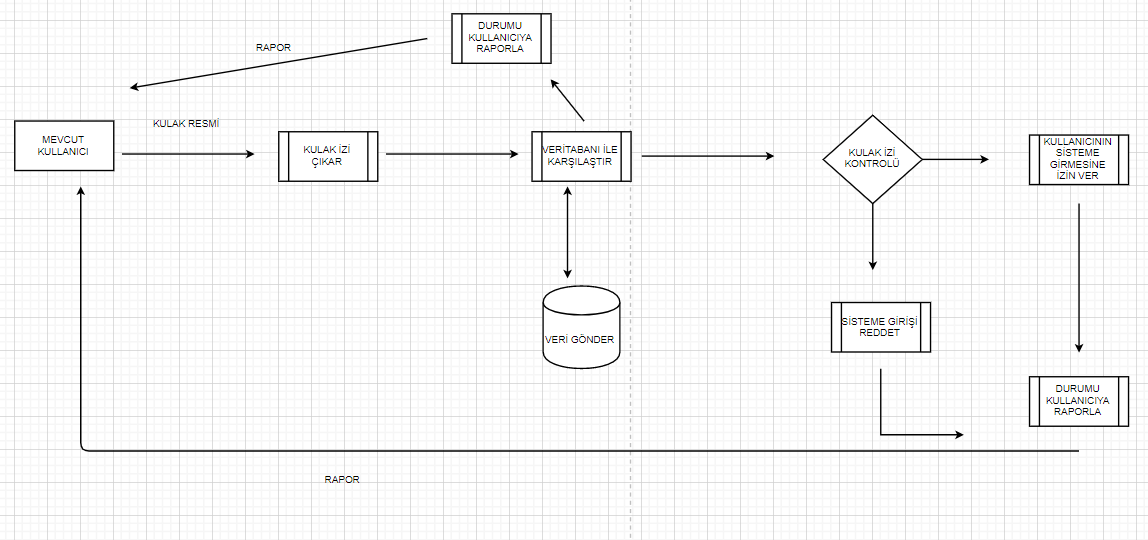 DURUMU
KULLANICIYA
RAPORLA
RAPOR
KULAK RESMİ
MEVCUT
KULLANICI
KULAK İZİ
ÇIKAR
VERİTABANI İLE
KARŞILAŞTIR
KULAK İZİ
KONTROLÜ
KULLANICININ
SİSTEME
GİRMESİNE
İZİN VER
VERİ GÖNDER
SİSTEME GİRİŞİ
REDDET
DURUMU
KULLANICIYA
RAPORLA
RAPOR